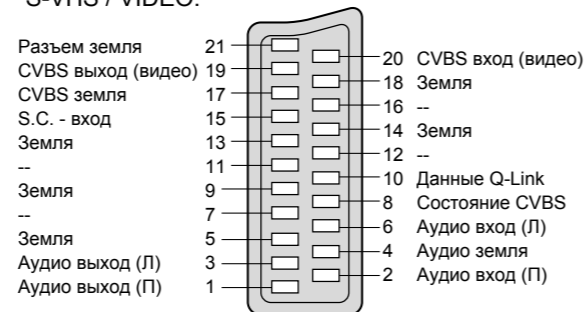 S-VHS / VIDEO.
Разъем земля 21
CVBS выход (видео) 19
CVBS земля 17
S.C. - вход 15
Земля 13
-- 11
Земля 9
-- 7
Земля 5
Аудио выход (Л) 3
Аудио выход (П) 1
20 CVBS вход (видео)
18 Земля
16 --
14 Земля
12 --
10 Данные Q-Link
8 Состояние CVBS
6 Аудио вход (Л)
4 Аудио земля
2 Аудио вход (П)